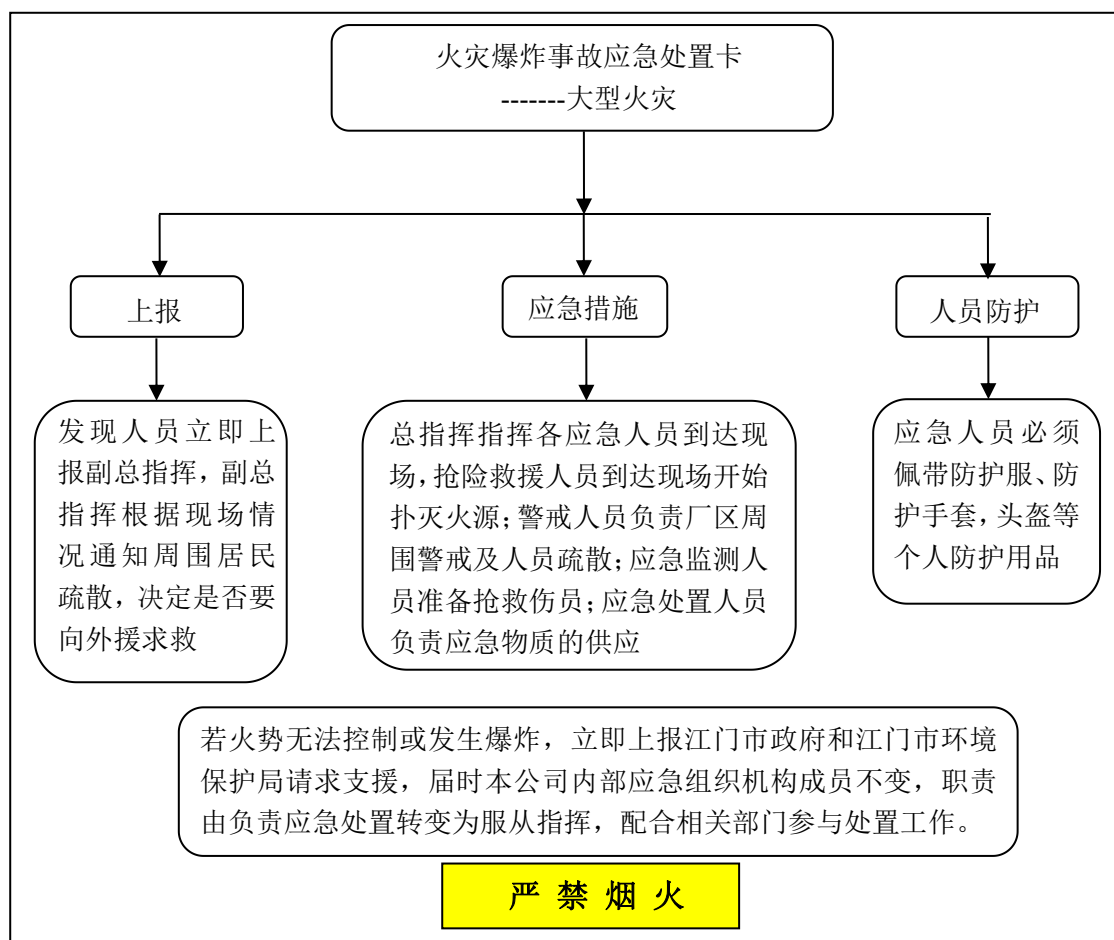 火灾爆炸事故应急处置卡
-------大型火灾
上报
应急措施
人员防护
发现人员立即上
报副总指挥，副总
指挥根据现场情
况通知周围居民
疏散，决定是否要
向外援求救
总指挥指挥各应急人员到达现
场，抢险救援人员到达现场开始
扑灭火源；警戒人员负责厂区周
围警戒及人员疏散；应急监测人
员准备抢救伤员；应急处置人员
负责应急物质的供应
应急人员必须
佩带防护服、防
护手套，头盔等
个人防护用品
若火势无法控制或发生爆炸，立即上报江门市政府和江门市环境
保护局请求支援，届时本公司内部应急组织机构成员不变，职责
由负责应急处置转变为服从指挥，配合相关部门参与处置工作。
严 禁 烟 火